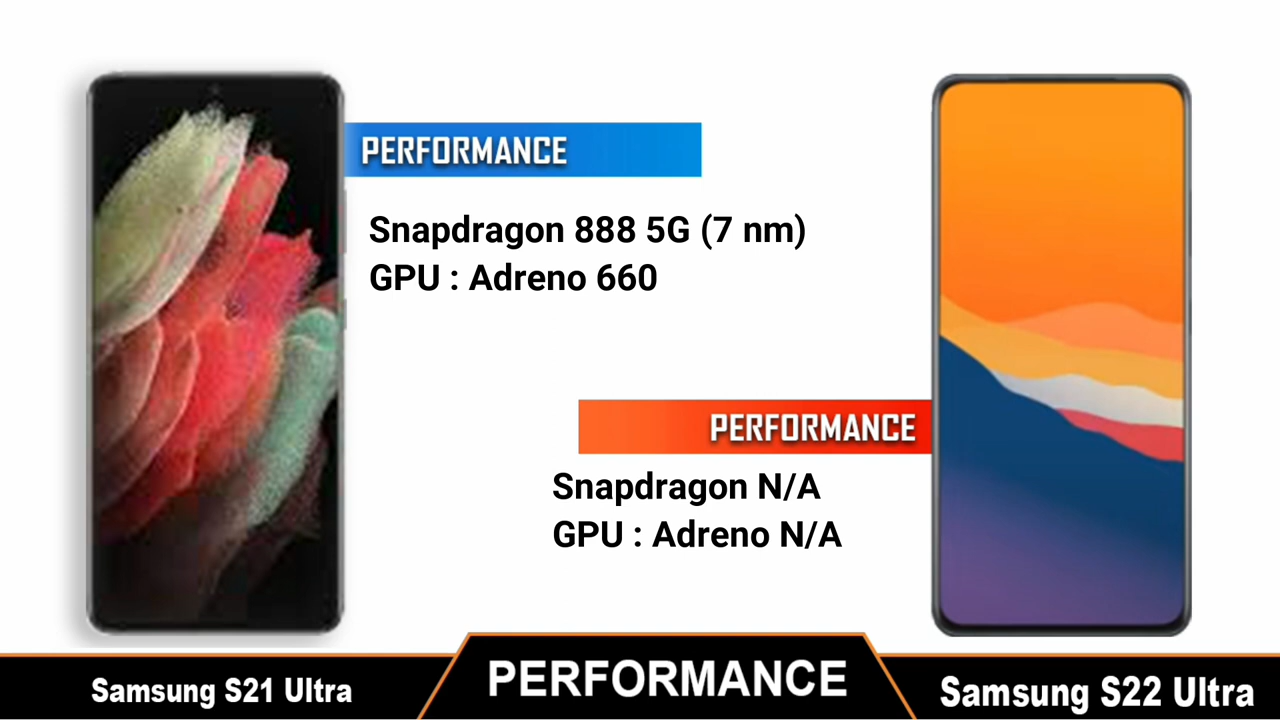 PERFORMANCE
Snapdragon 888 5G (7 nm)
GPU : Adreno 660
PERFORMANCE
Snapdragon N/A
GPU : Adreno N/A
Samsung S21 Ultra
PERFORMANCE
Samsung S22 Ultra